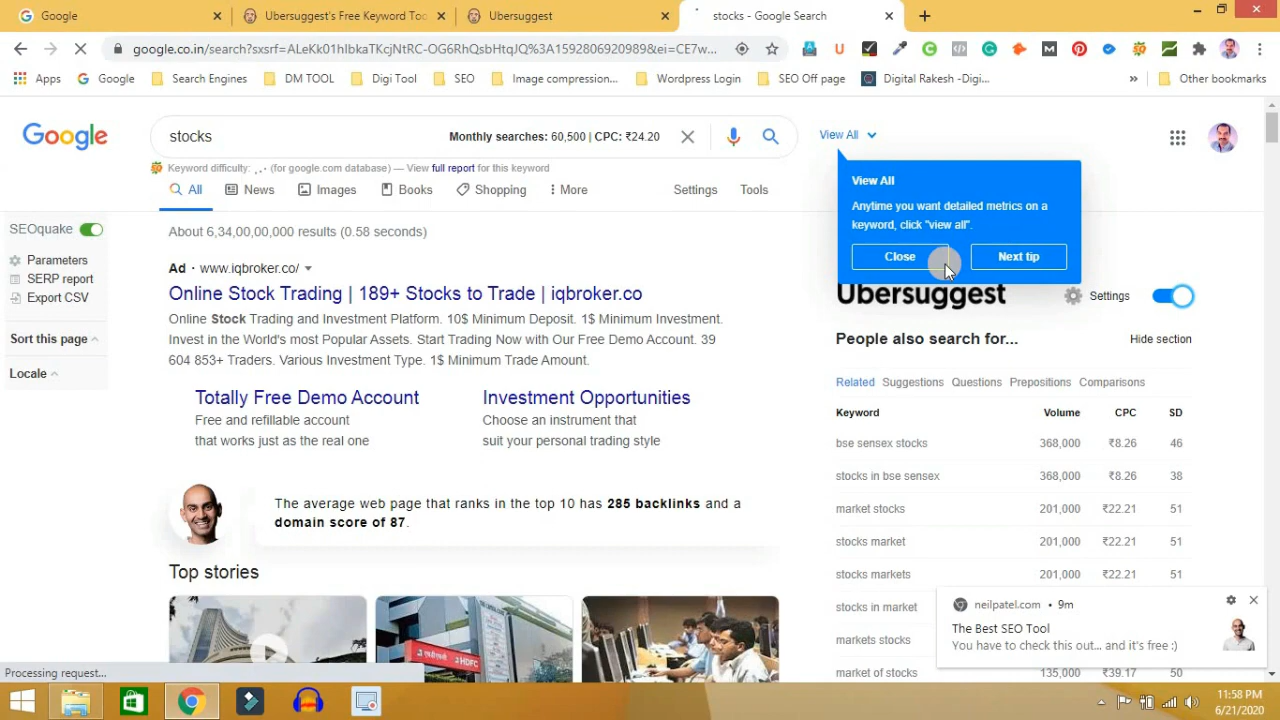 Google
Ubersuggest's Free Keyword Too
Ubersuggest
stocks - Google Search
google.co.in/search?sxsrf=ALeKk01hIbkaTKcjNtRC-OG6RhQsbHtqJQ%3A1592806920989&ei=CE7w...
Apps
Google
Search Engines
DM TOOL
Digi Tool
SEO
Image compression...
Wordpress Login
SEO Off page
Digital Rakesh -Digi...
»
Other bookmarks
Google
stocks
Monthly searches: 60,500 | CPC: ₹24.20
View All
Keyword difficulty: (for google.com database) — View full report for this keyword
All
News
Images
Books
Shopping
More
Settings
Tools
View All
Anytime you want detailed metrics on a
keyword, click "view all".
Close
Next tip
SEOquake
Parameters
SERP report
Export CSV
Sort this page
Locale
About 6,34,00,00,000 results (0.58 seconds)
Ad · www.iqbroker.co/
Online Stock Trading | 189+ Stocks to Trade | iqbroker.co
Online Stock Trading and Investment Platform. 10$ Minimum Deposit. 1$ Minimum Investment.
Invest in the World's most Popular Assets. Start Trading Now with Our Free Demo Account. 39
604 853+ Traders. Various Investment Type. 1$ Minimum Trade Amount.
Totally Free Demo Account
Free and refillable account
that works just as the real one
Investment Opportunities
Choose an instrument that
suit your personal trading style
The average web page that ranks in the top 10 has 285 backlinks and a
domain score of 87.
Top stories
HDFC
Ubersuggest
Settings
People also search for...
Hide section
Related Suggestions Questions Prepositions Comparisons
Keyword Volume CPC SD
bse sensex stocks 368,000 ₹8.26 46
stocks in bse sensex 368,000 ₹8.26 38
market stocks 201,000 ₹22.21 51
stocks market 201,000 ₹22.21 51
stocks markets 201,000 ₹22.21 51
stocks in market
markets stocks
market of stocks 135,000 ₹39.17 50
neilpatel.com • 9m
The Best SEO Tool
You have to check this out... and it's free :)
Processing request...
11:58 PM
6/21/2020